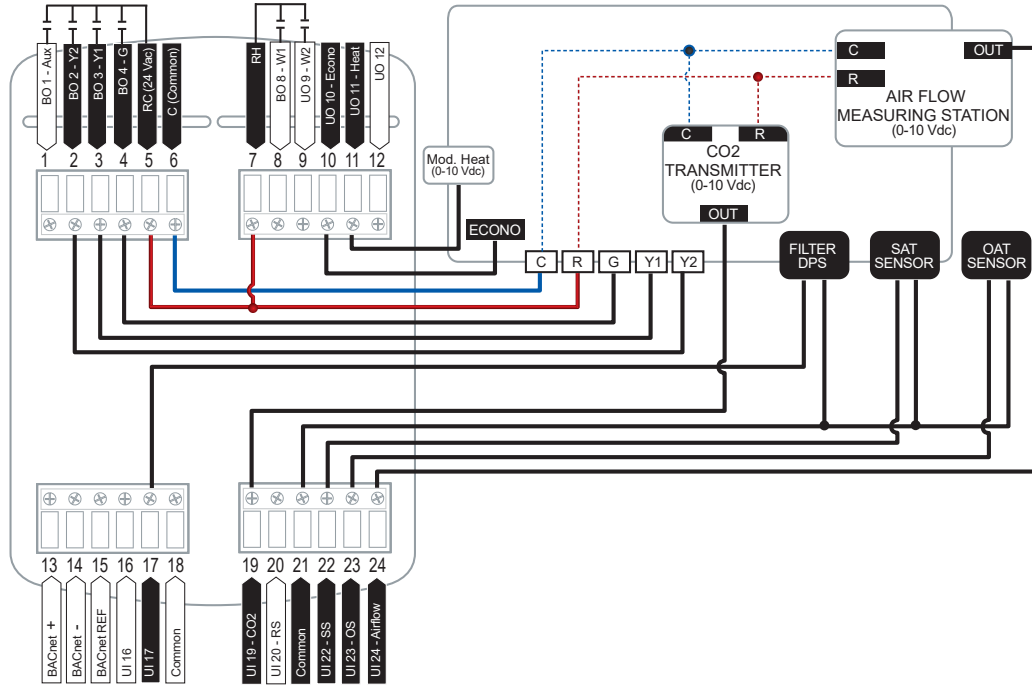 BO 1 - Aux
BO 2 - Y2
BO 3 - Y1
BO 4 - G
RC (24 Vac)
C (Common)
RH
BO 8 - W1
UO 9 - W2
UO 10 - Econo
UO 11 - Heat
UO 12
1 2 3 4 5 6
7 8 9 10 11 12
Mod. Heat
(0-10 Vdc)
ECONO
C R G Y1 Y2
C
R
OUT
AIR FLOW
MEASURING STATION
(0-10 Vdc)
C R
CO2
TRANSMITTER
(0-10 Vdc)
OUT
FILTER
DPS
SAT
SENSOR
OAT
SENSOR
13 14 15 16 17 18
19 20 21 22 23 24
BACnet +
BACnet -
BACnet REF
UI 16
UI 17
Common
UI 19 - CO2
UI 20 - RS
Common
UI 22 - SS
UI 23 - OS
UI 24 - Airflow